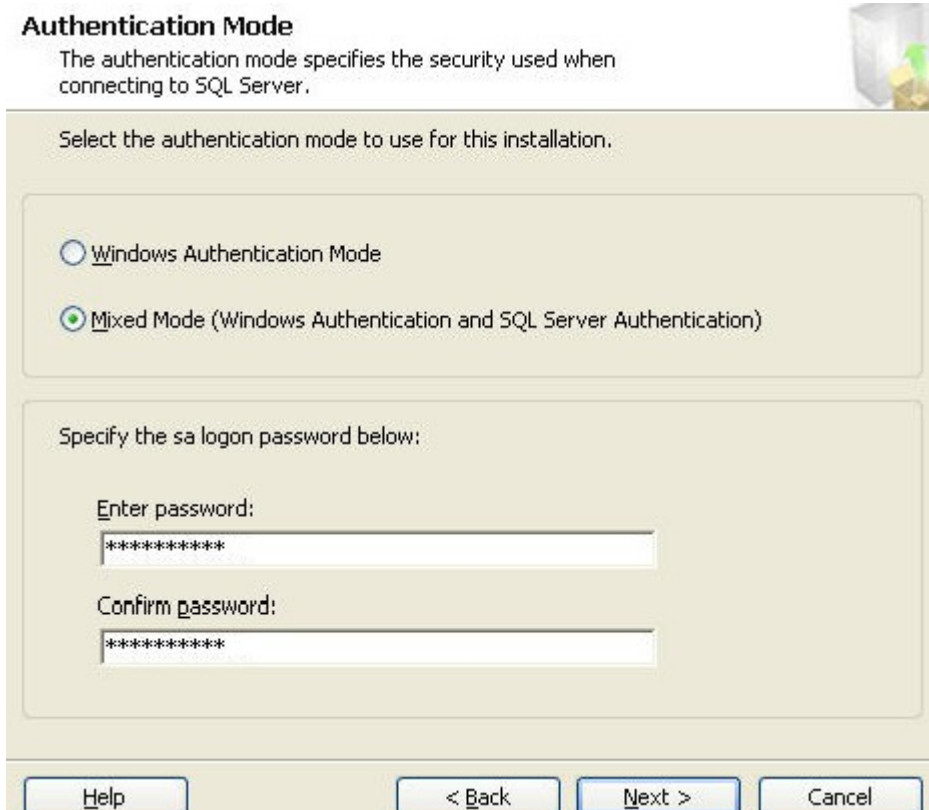 Authentication Mode
The authentication mode specifies the security used when
connecting to SQL Server.
Select the authentication mode to use for this installation.
Windows Authentication Mode
Mixed Mode (Windows Authentication and SQL Server Authentication)
Specify the sa logon password below:
Enter password:
**********
Confirm password:
**********
Help
< Back
Next >
Cancel